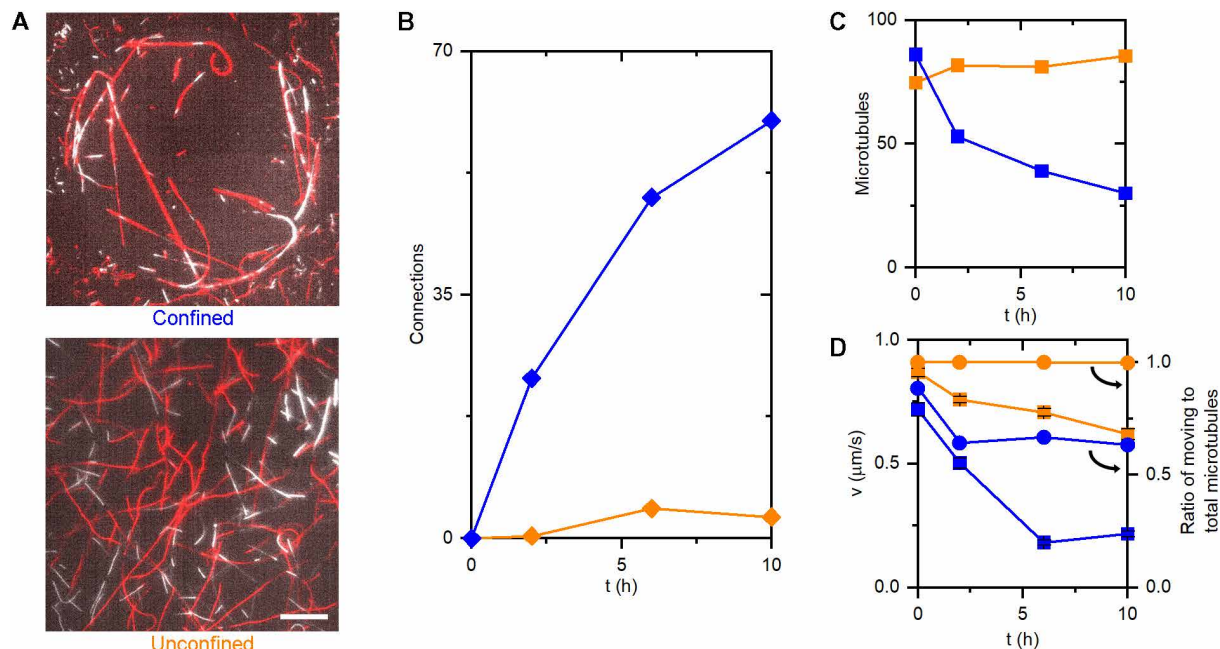 A
Confined
Unconfined
B
70
35
0
Connections
0
5
10
t (h)
C
100
50
0
Microtubules
0
5
10
t (h)
D
1.0
0.5
0.0
v (μm/s)
1.0
0.5
0.0
Ratio of moving to
total microtubules
0
5
10
t (h)